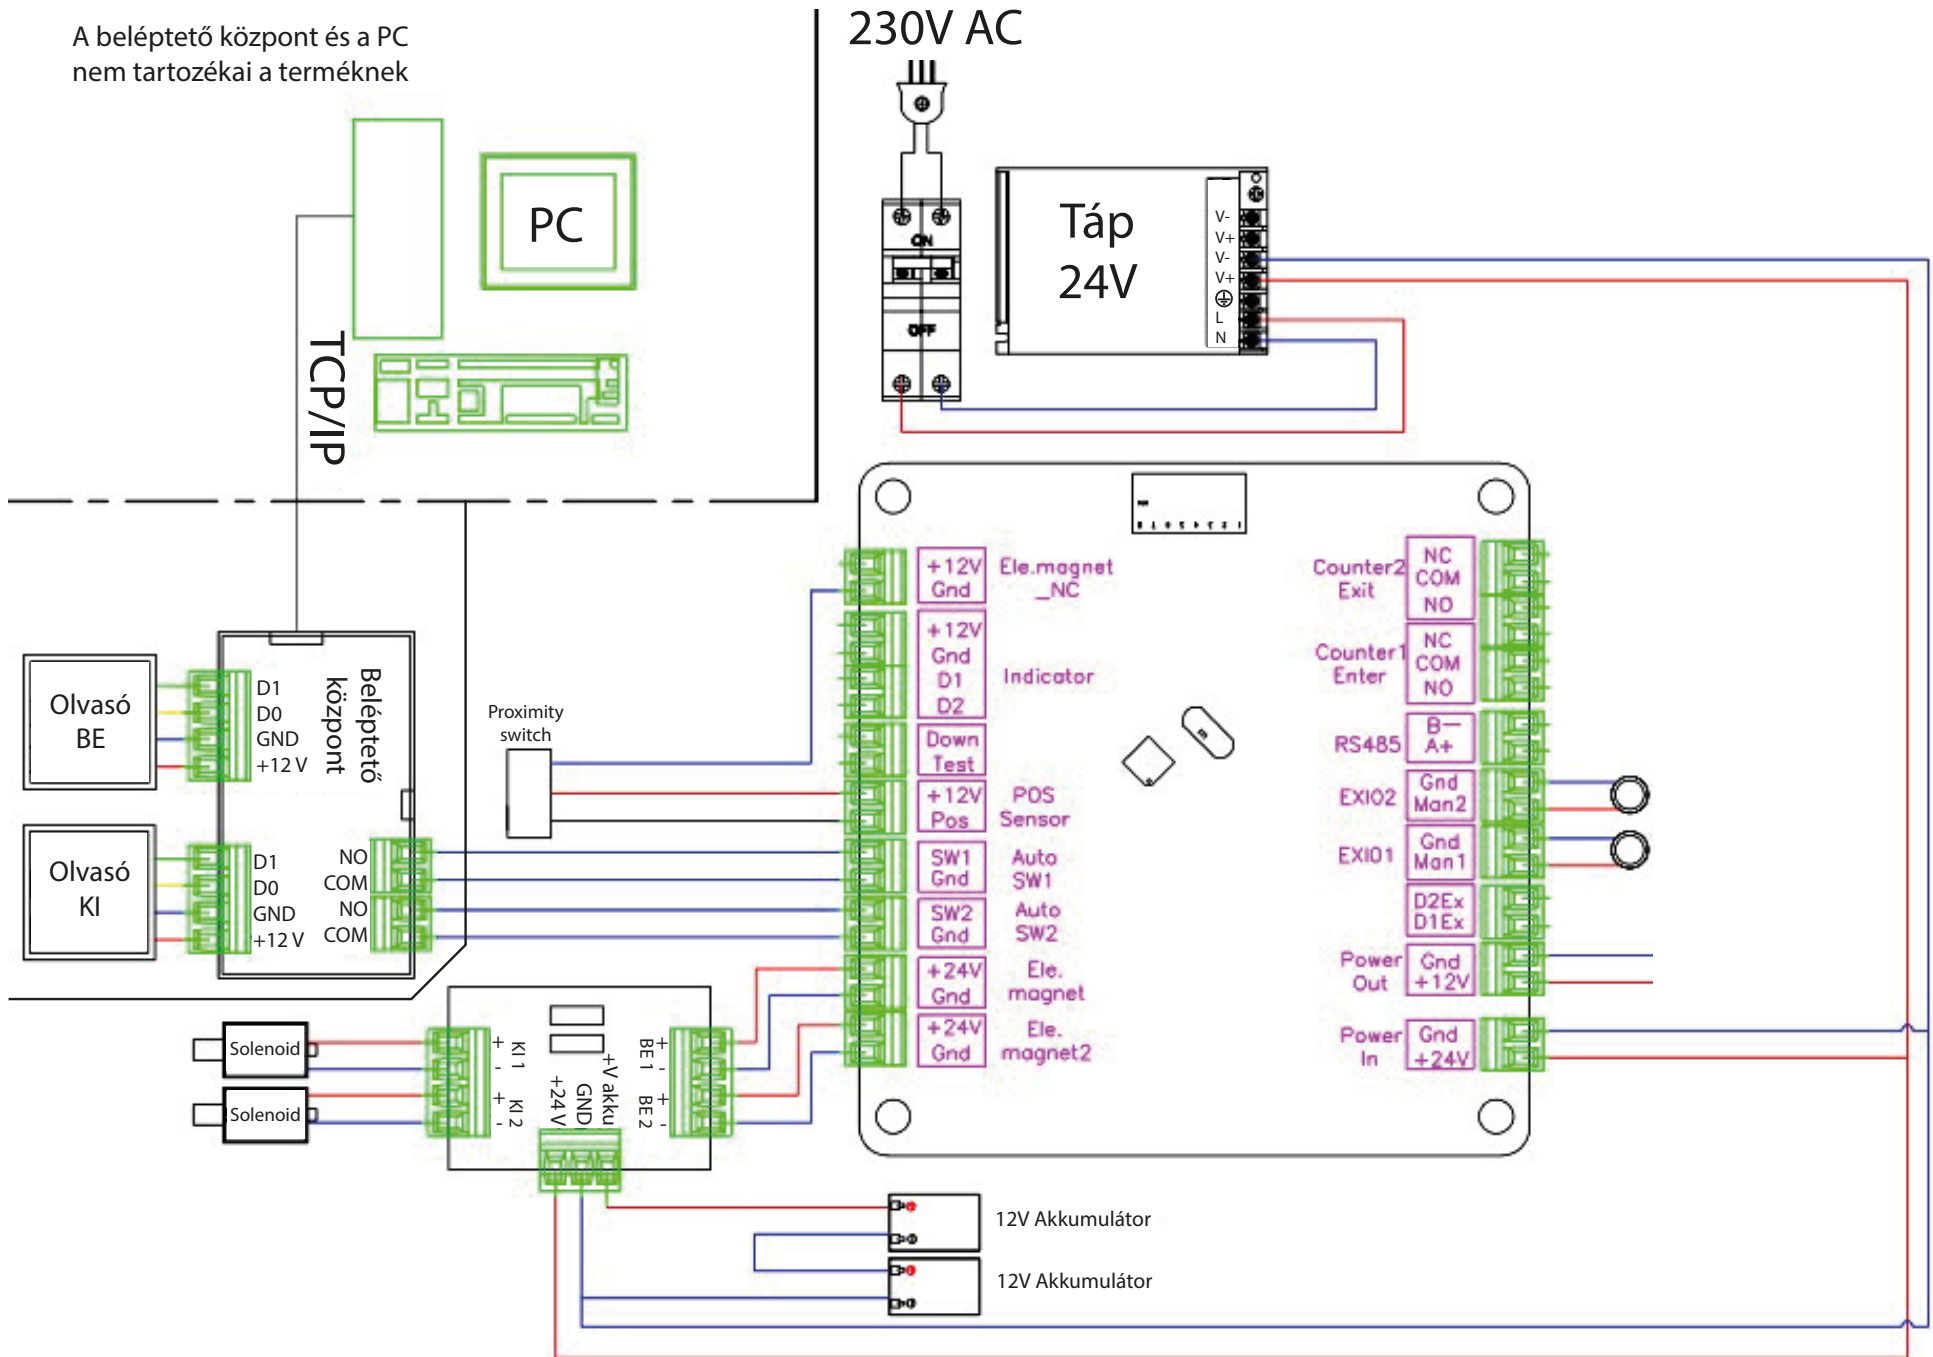 A beléptető központ és a PC
nem tartozékai a terméknek
230V AC
PC
TCP/IP
ON
OFF
Táp
24V
V-
V+
V-
V+
L
N
Olvasó
BE
D1
D0
GND
+12 V
Beléptető
központ
Olvasó
KI
D1
D0
GND
+12 V
NO
COM
NO
COM
Proximity
switch
+12V
Gnd
Ele.magnet
_NC
+12V
Gnd
D1
D2
Indicator
Down
Test
+12V
Pos
POS
Sensor
SW1
Gnd
Auto
SW1
SW2
Gnd
Auto
SW2
+24V
Gnd
Ele.
magnet
+24V
Gnd
Ele.
magnet2
Counter2
Exit
NC
COM
NO
Counter1
Enter
NC
COM
NO
RS485
B-
A+
EXIO2
Gnd
Man2
EXIO1
Gnd
Man1
D2Ex
D1Ex
Power
Out
Gnd
+12V
Power
In
Gnd
+24V
Solenoid
Solenoid
+
-
KI 1
+
-
KI 2
+24 V
GND
+V akku
BE 1
+
-
BE 2
+
-
12V Akkumulátor
12V Akkumulátor